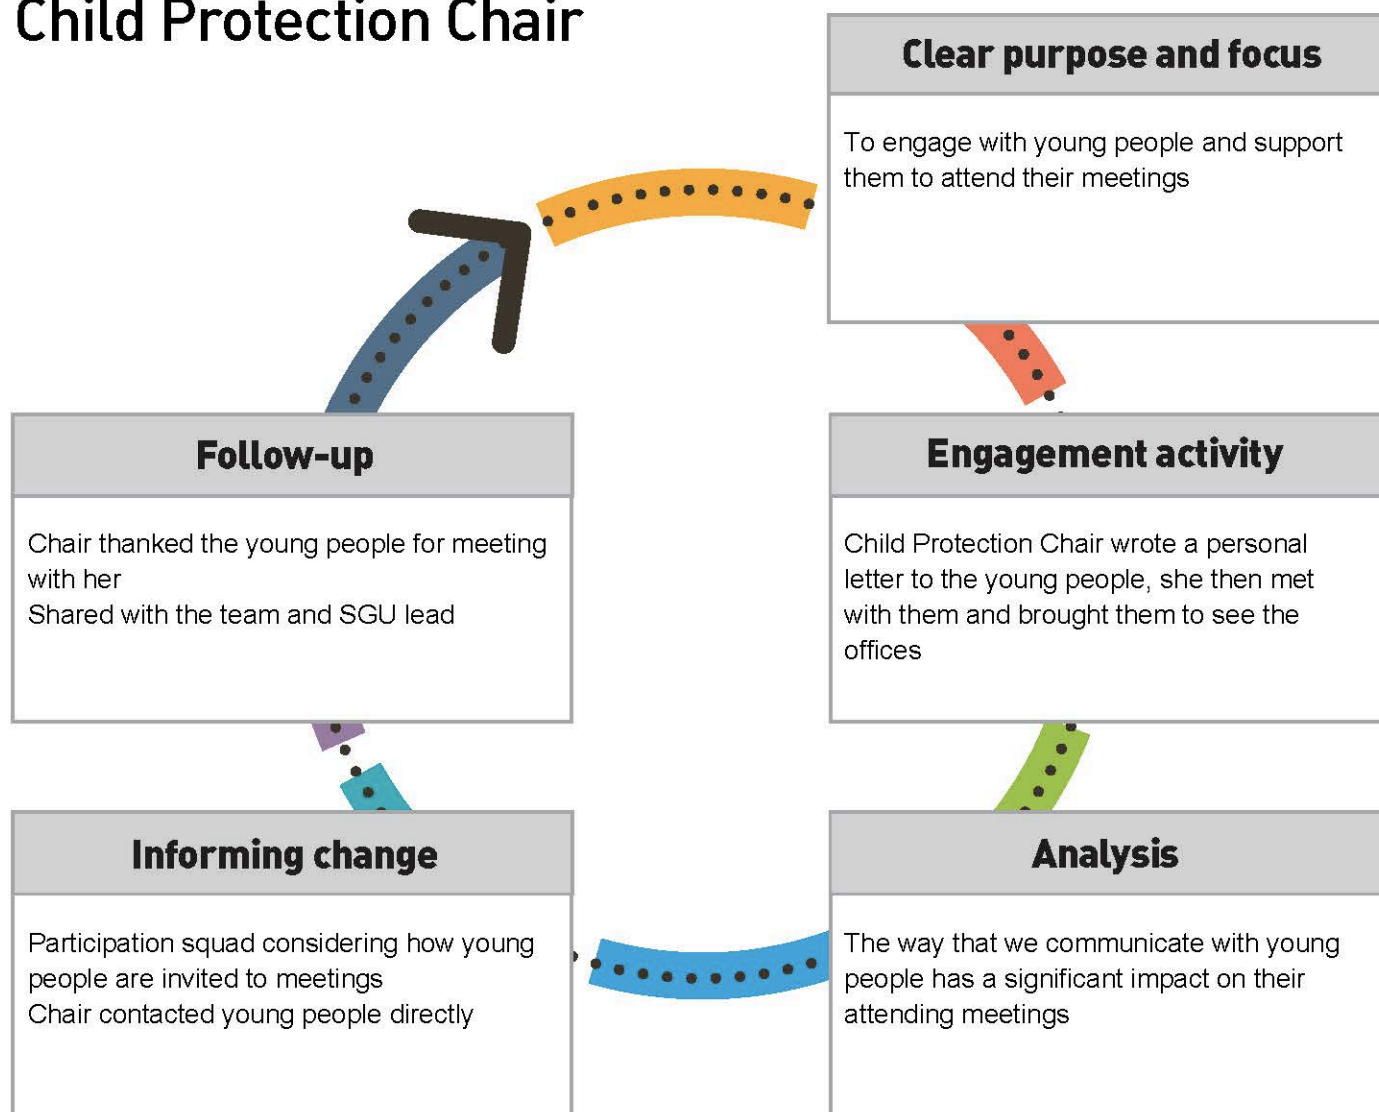 Child Protection Chair
Clear purpose and focus
To engage with young people and support
them to attend their meetings
Engagement activity
Child Protection Chair wrote a personal
letter to the young people, she then met
with them and brought them to see the
offices
Analysis
The way that we communicate with young
people has a significant impact on their
attending meetings
Informing change
Participation squad considering how young
people are invited to meetings
Chair contacted young people directly
Follow-up
Chair thanked the young people for meeting
with her
Shared with the team and SGU lead